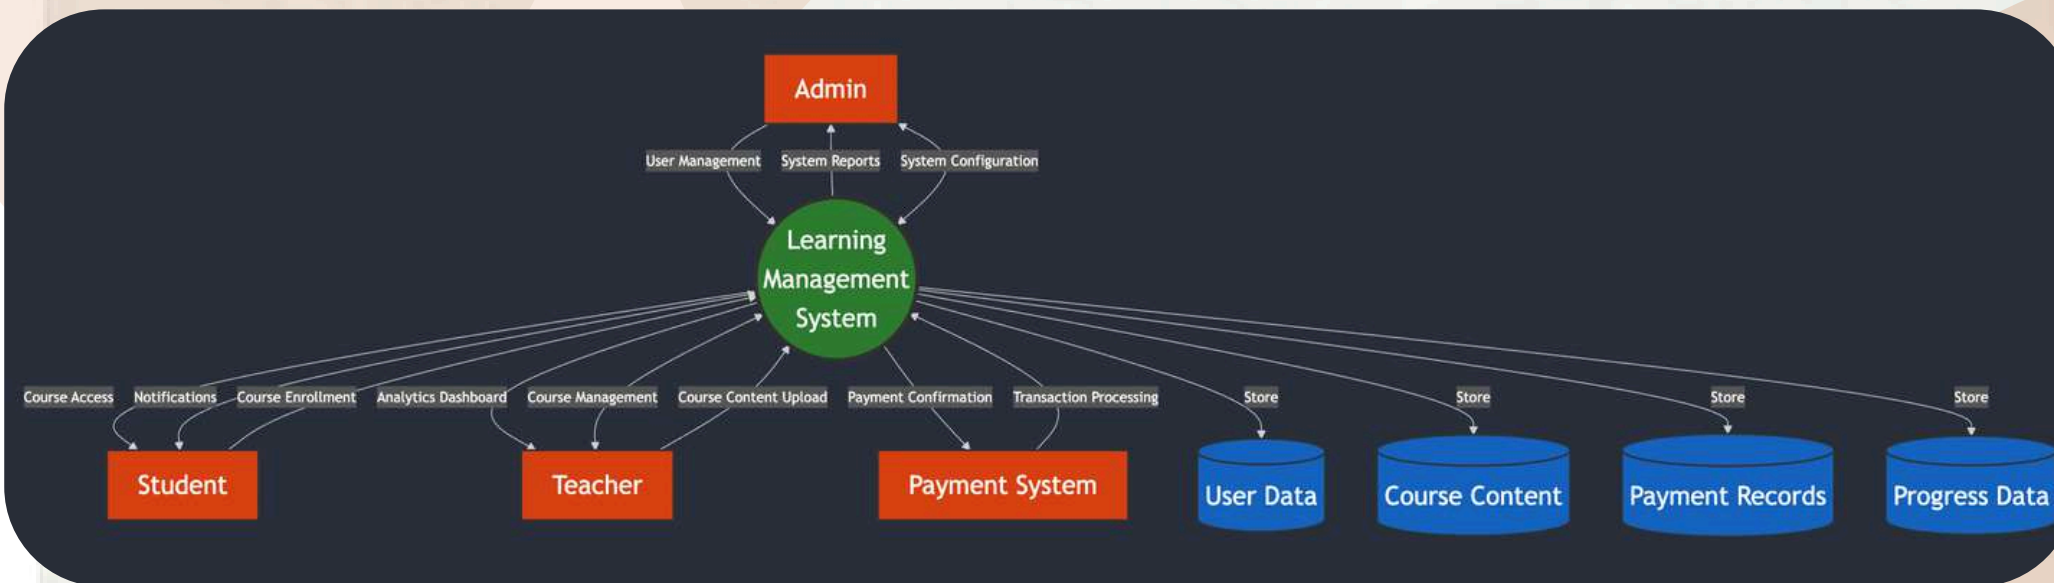 Admin
User Management
System Reports
System Configuration
Learning
Management
System
Course Access
Notifications
Course Enrollment
Analytics Dashboard
Course Management
Course Content Upload
Payment Confirmation
Transaction Processing
Store
Store
Store
Store
Student
Teacher
Payment System
User Data
Course Content
Payment Records
Progress Data